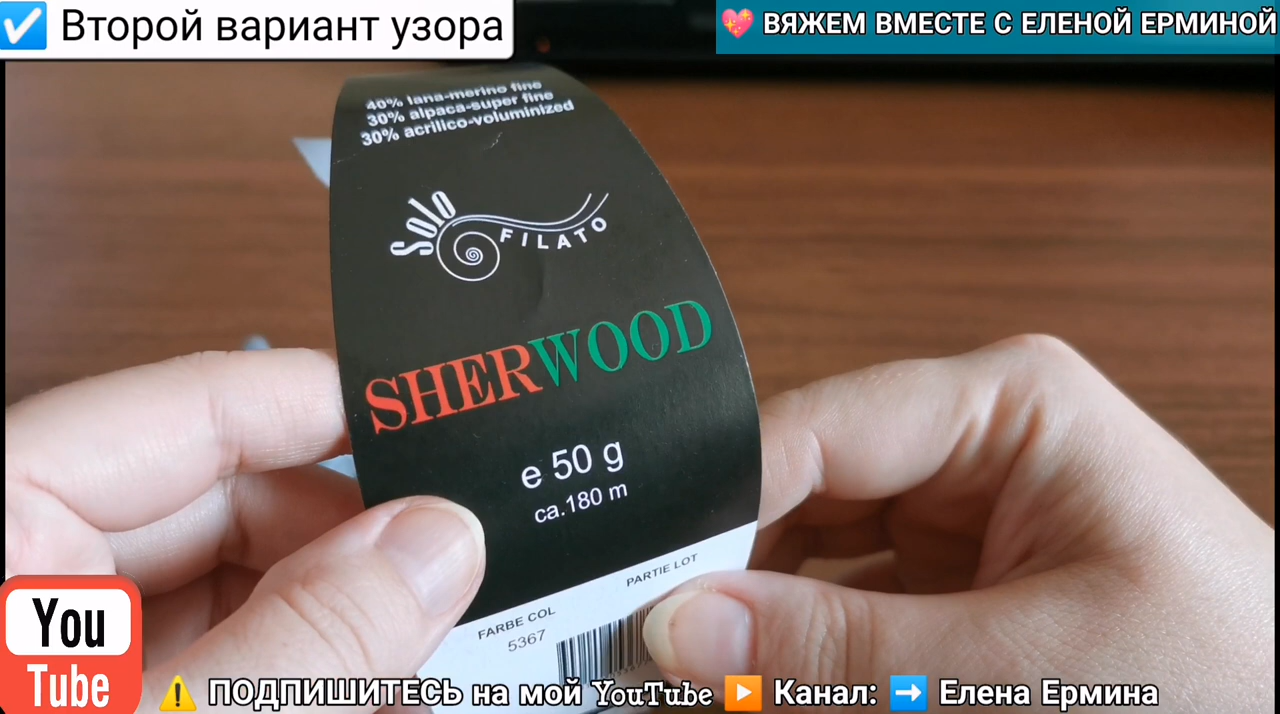 Второй вариант узора
ВЯЖЕМ ВМЕСТЕ С ЕЛЕНОЙ ЕРМИНОЙ
40% lana-merino fine
30% alpaca-super fine
30% acrilico-voluminized
Solo
FILATO
SHERWOOD
e 50 g
ca.180 m
PARTIE LOT
FARBE COL
5367
You
Tube
ПОДПИШИТЕСЬ на мой YouTube Канал: Елена Ермина